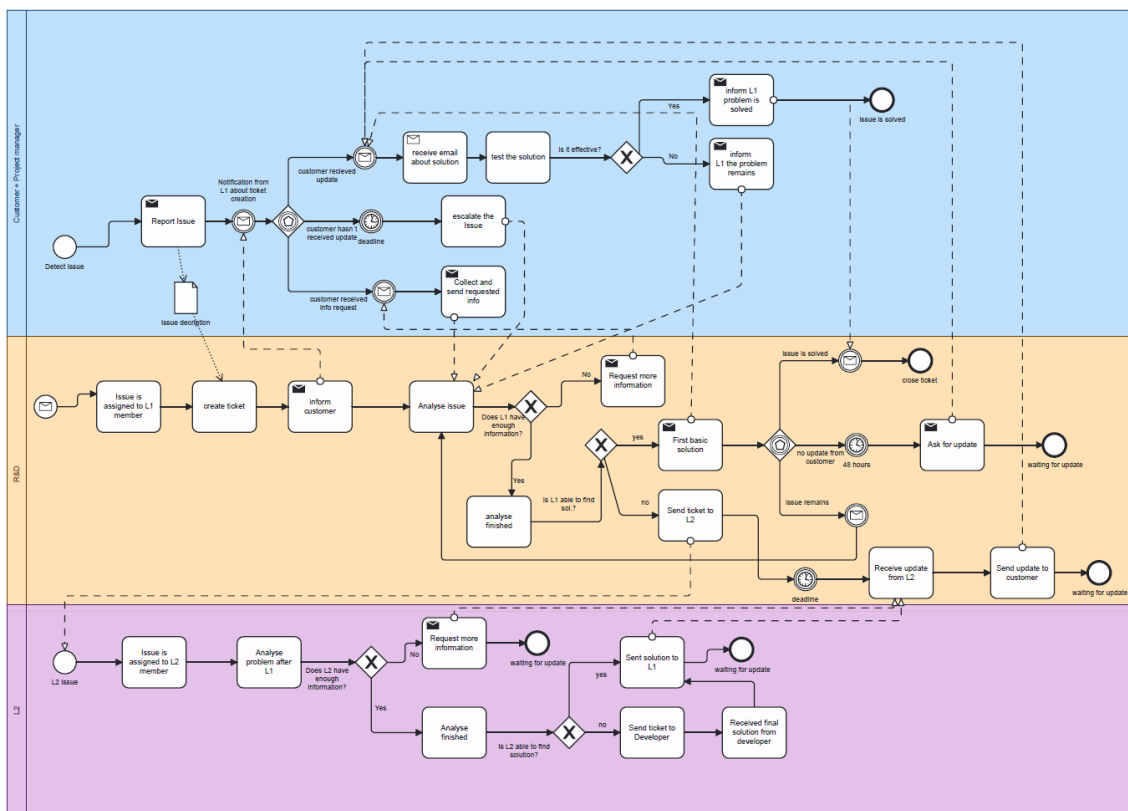 Customer + Project manager
inform L1
problem is
solved
Yes
Issue is solved
receive email
about solution
test the solution
Is it effective?
No
inform
L1 the problem
remains
customer recieved
update
Notification from
L1 about ticket
creation
Report Issue
escalate the
Issue
customer hasn`t
received update
deadline
Detect Issue
Collect and
send requested
info
customer received
info request
Issue decription
R&D
Issue is
assigned to L1
member
create ticket
inform
customer
Analyse issue
Does L1 have
enough
information?
No
Request more
information
Issue is solved
close ticket
Yes
yes
First basic
solution
no update from
customer
48 hours
Ask for update
waiting for update
analyse
finished
Is L1 able to find
sol.?
no
Send ticket to
L2
Issue remains
deadline
Receive update
from L2
Send update to
customer
waiting for update
L2
L2 Issue
Issue is
assigned to L2
member
Analyse
problem after
L1
Does L2 have
enough
information?
No
Request more
information
waiting for update
Sent solution to
L1
waiting for update
yes
Yes
Analyse
finished
Is L2 able to find
solution?
no
Send ticket to
Developer
Received final
solution from
developer